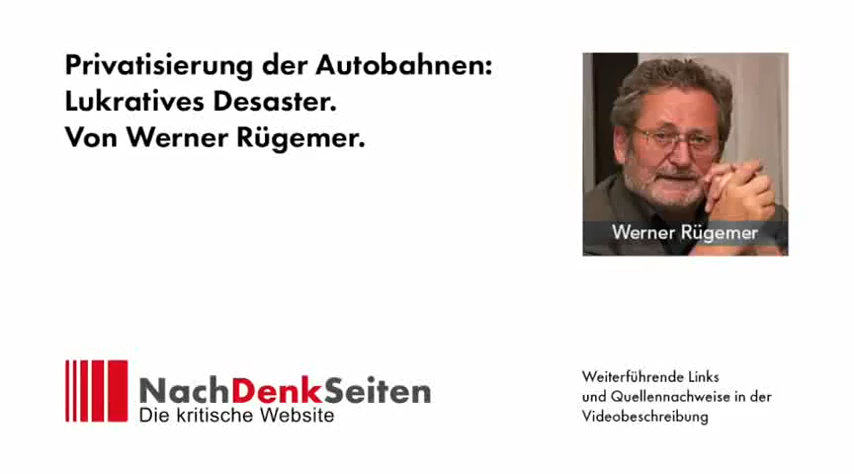 Privatisierung der Autobahnen:
Lukratives Desaster.
Von Werner Rügemer.
Werner Rügemer
NachDenkSeiten
Die kritische Website
Weiterführende Links
und Quellennachweise in der
Videobeschreibung